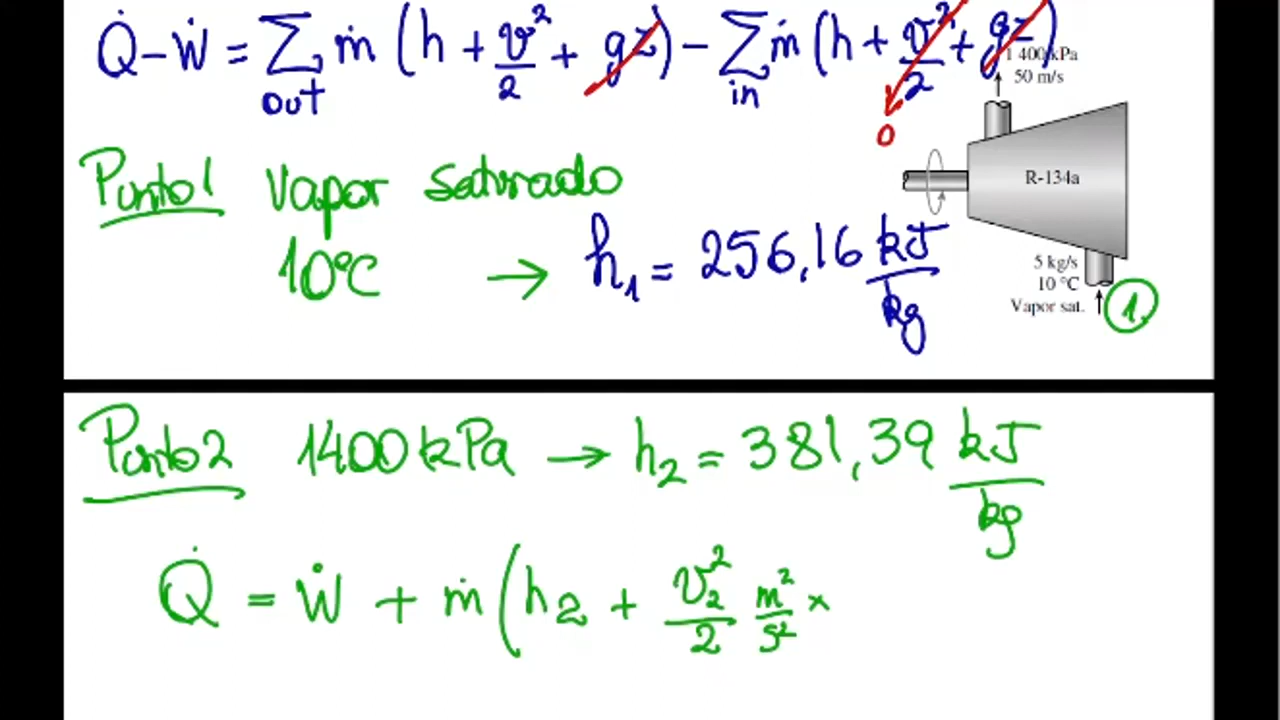 Q̇ − Ẇ = ∑ out ṁ (h + v²/2 + gz) − ∑ in ṁ (h + v²/2 + gz)
0
1 400 kPa
50 m/s
R-134a
5 kg/s
10 °C
Vapor sat.
1
Punto 1 Vapor saturado
10°C → h₁ = 256,16 kJ/kg
Punto 2 1400 kPa → h₂ = 381,39 kJ/kg
Q̇ = Ẇ + ṁ (h₂ + v₂²/2 m²/s² ×